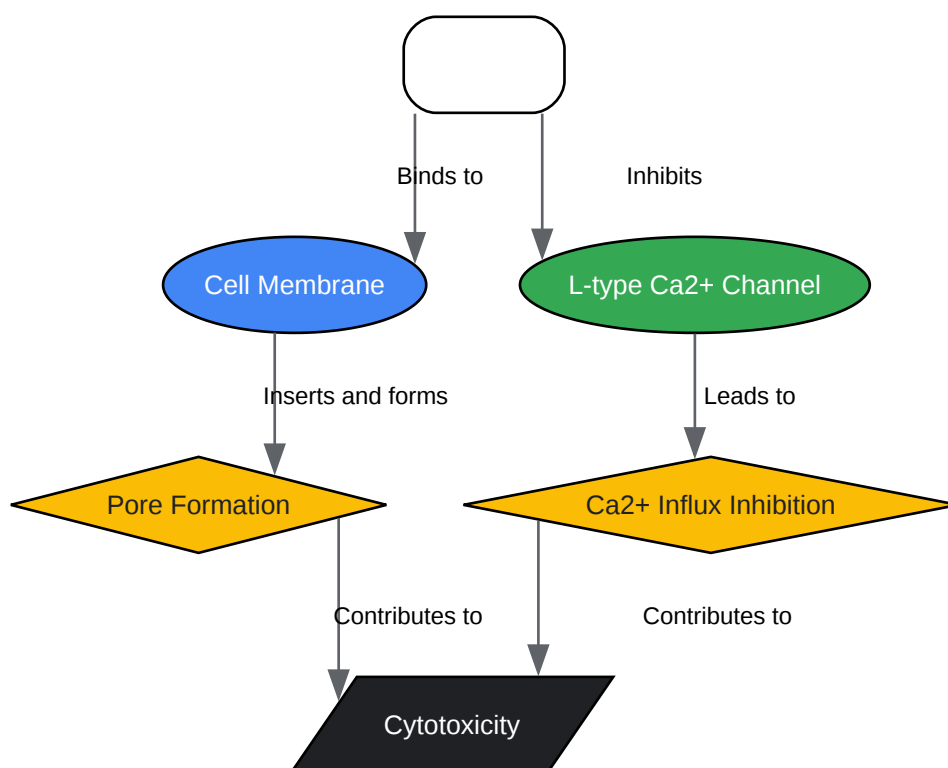 Binds to
Inhibits
Cell Membrane
L-type Ca2+ Channel
Inserts and forms
Leads to
Pore Formation
Ca2+ Influx Inhibition
Contributes to
Contributes to
Cytotoxicity